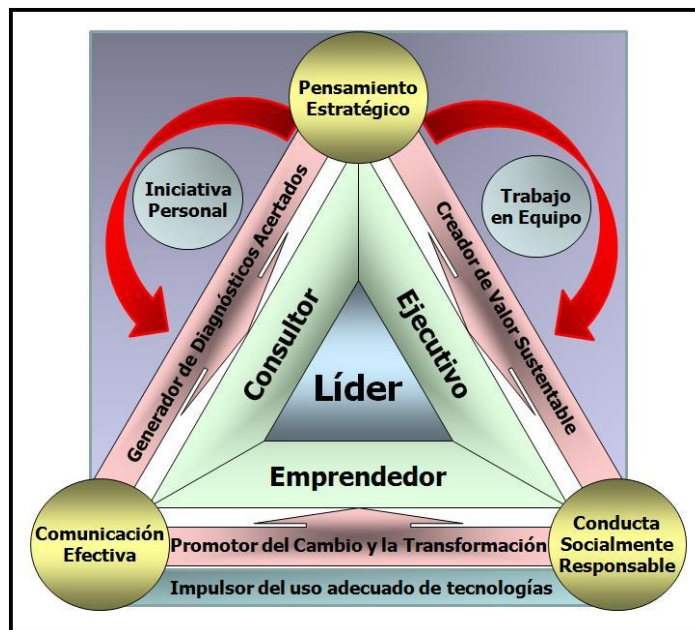 Pensamiento
Estratégico
Iniciativa
Personal
Trabajo
en Equipo
Generador de Diagnósticos Acertados
Creador de Valor Sustentable
Consultor
Ejecutivo
Líder
Emprendedor
Comunicación
Efectiva
Promotor del Cambio y la Transformación
Conducta
Socialmente
Responsable
Impulsor del uso adecuado de tecnologías